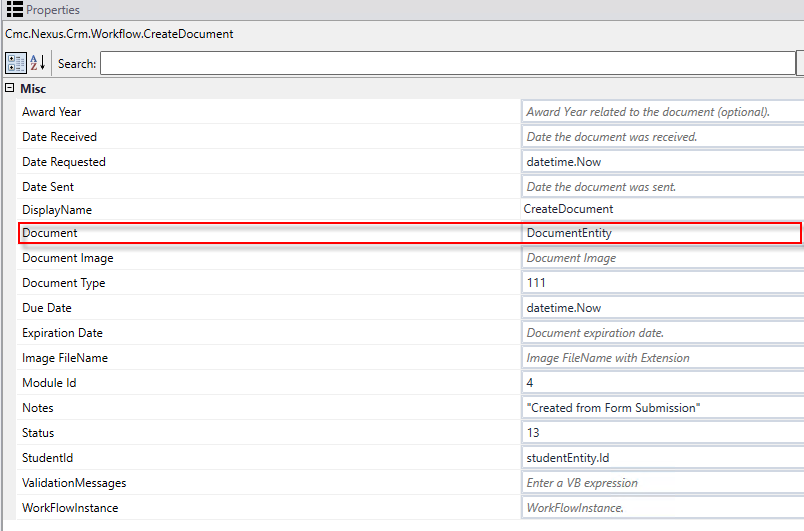 Properties
Cmc.Nexus.Crm.Workflow.CreateDocument
A Z Search:
Misc
Award Year Award Year related to the document (optional).
Date Received Date the document was received.
Date Requested datetime.Now
Date Sent Date the document was sent.
DisplayName CreateDocument
Document DocumentEntity
Document Image Document Image
Document Type 111
Due Date datetime.Now
Expiration Date Document expiration date.
Image FileName Image FileName with Extension
Module Id 4
Notes "Created from Form Submission"
Status 13
StudentId studentEntity.Id
ValidationMessages Enter a VB expression
WorkFlowInstance WorkFlowInstance.